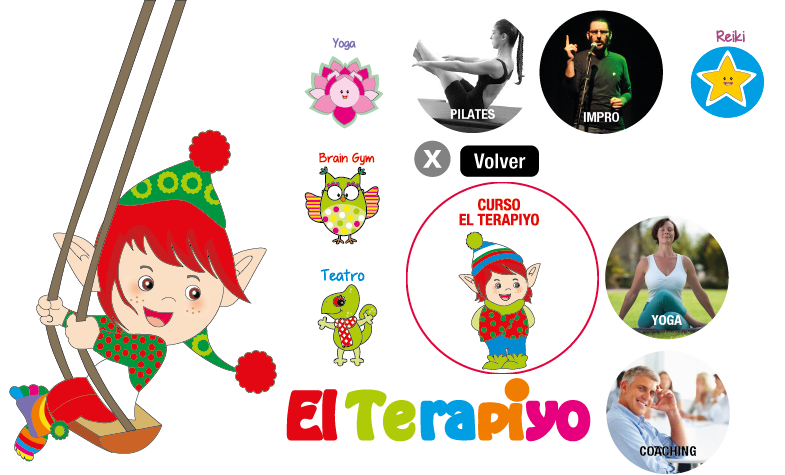 Yoga
PILATES
IMPRO
Reiki
Brain Gym
X
Volver
CURSO
EL TERAPIYO
Teatro
YOGA
El Terapiyo
COACHING